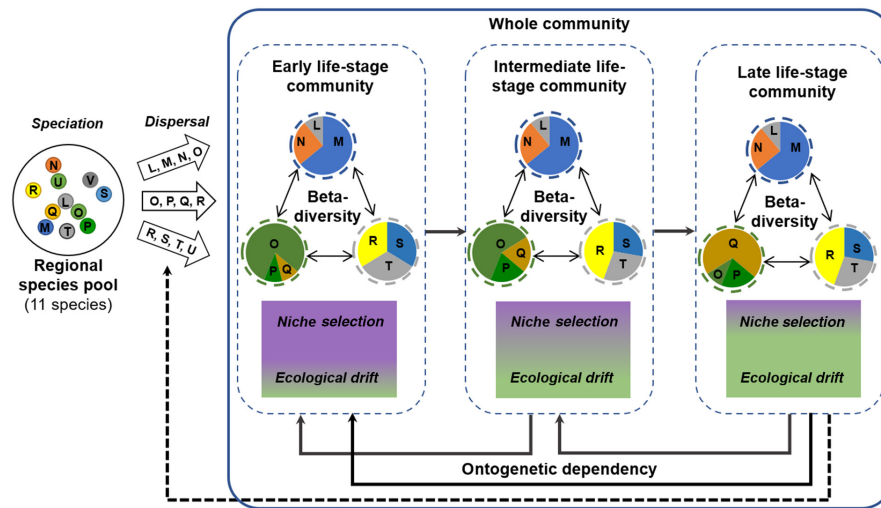 Whole community
Early life-stage
community
Intermediate life-
stage community
Late life-stage
community
Speciation
Dispersal
N
U
V
R
S
L
Q
O
M
T
P
Regional
species pool
(11 species)
L, M, N, O
O, P, Q, R
R, S, T, U
L
N
M
Beta-
diversity
O
P
Q
R
S
T
Niche selection
Ecological drift
L
N
M
Beta-
diversity
O
P
Q
R
S
T
Niche selection
Ecological drift
L
N
M
Beta-
diversity
Q
O
P
R
S
T
Niche selection
Ecological drift
Ontogenetic dependency